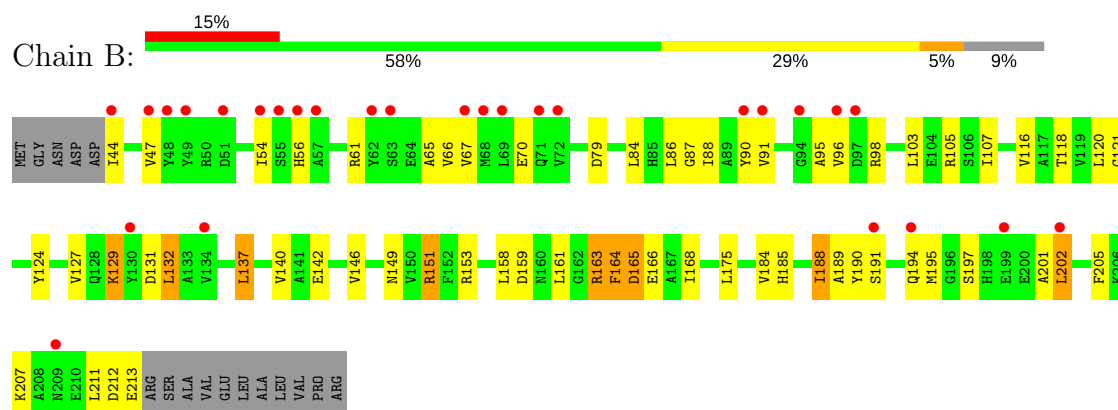 15%
Chain B:
58% 29% 5% 9%
MET GLY ASN ASP ASP I44 V47 Y48 Y49 R50 D51 I54 S55 H56 A57 R61 Y62 S63 E64 A65 V66 V67 M68 L69 E70 Q71 V72 D79 L84 H85 L86 G87 I88 A89 Y90 V91 G94 A95 V96 D97 R98 L103 E104 R105 S106 I107 V116 A117 T118 V119 L120 G121
Y124 V127 Q128 K129 Y130 D131 L132 A133 V134 L137 V140 A141 E142 V146 N149 V150 R151 F152 R153 L158 D159 N160 L161 G162 R163 F164 D165 E166 A167 I168 L175 V184 H185 I188 A189 Y190 S191 Q194 M195 G196 S197 H198 E199 E200 A201 L202 F205 K206
K207 A208 N209 E210 L211 D212 E213 ARG SER ALA VAL GLU LEU ALA LEU VAL PRO ARG